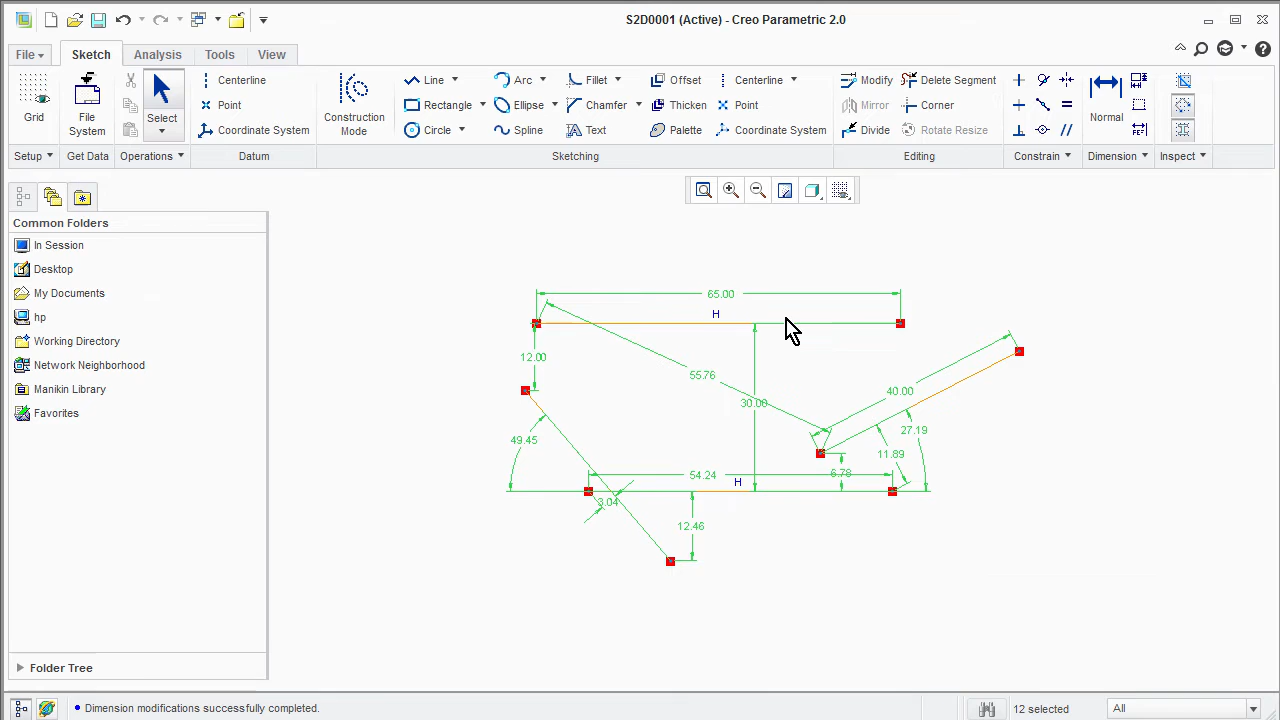 S2D0001 (Active) - Creo Parametric 2.0
File Sketch Analysis Tools View
Grid
File System
Select
Centerline
Point
Coordinate System
Construction Mode
Line Arc Fillet Offset Centerline
Rectangle Ellipse Chamfer Thicken Point
Circle Spline Text Palette Coordinate System
Modify Delete Segment
Mirror Corner
Divide Rotate Resize
Normal
Setup Get Data Operations Datum Sketching Editing Constrain Dimension Inspect
Common Folders
In Session
Desktop
My Documents
hp
Working Directory
Network Neighborhood
Manikin Library
Favorites
Folder Tree
65.00
H
12.00
55.76
40.00
30.00
27.19
49.45
11.89
54.24
6.78
H
3.04
12.46
Dimension modifications successfully completed.
12 selected
All